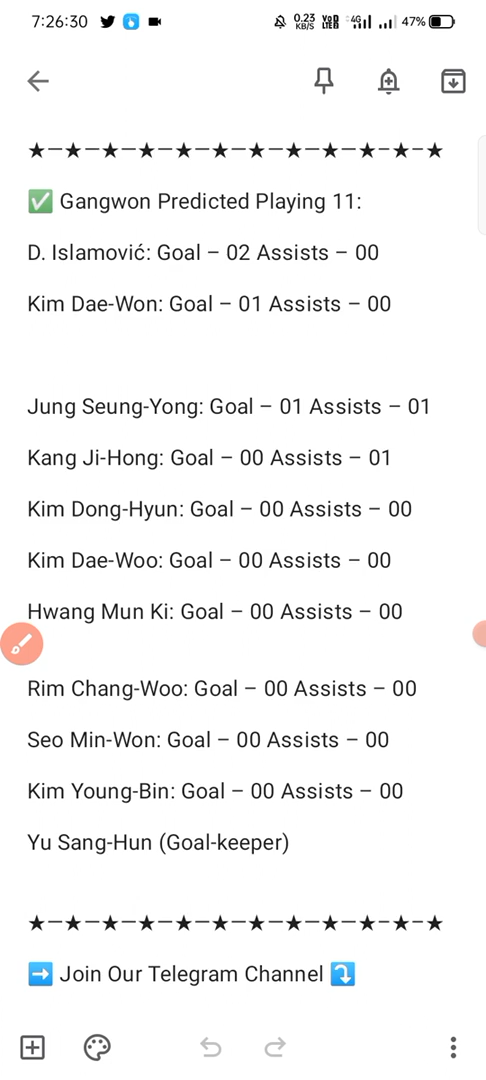 7:26:30 0.23 KB/S VoD LTE 4G 47%
★—★—★—★—★—★—★—★—★—★—★—★
✅ Gangwon Predicted Playing 11:
D. Islamović: Goal – 02 Assists – 00
Kim Dae-Won: Goal – 01 Assists – 00
Jung Seung-Yong: Goal – 01 Assists – 01
Kang Ji-Hong: Goal – 00 Assists – 01
Kim Dong-Hyun: Goal – 00 Assists – 00
Kim Dae-Woo: Goal – 00 Assists – 00
Hwang Mun Ki: Goal – 00 Assists – 00
Rim Chang-Woo: Goal – 00 Assists – 00
Seo Min-Won: Goal – 00 Assists – 00
Kim Young-Bin: Goal – 00 Assists – 00
Yu Sang-Hun (Goal-keeper)
★—★—★—★—★—★—★—★—★—★—★—★
➡️ Join Our Telegram Channel ⤵️